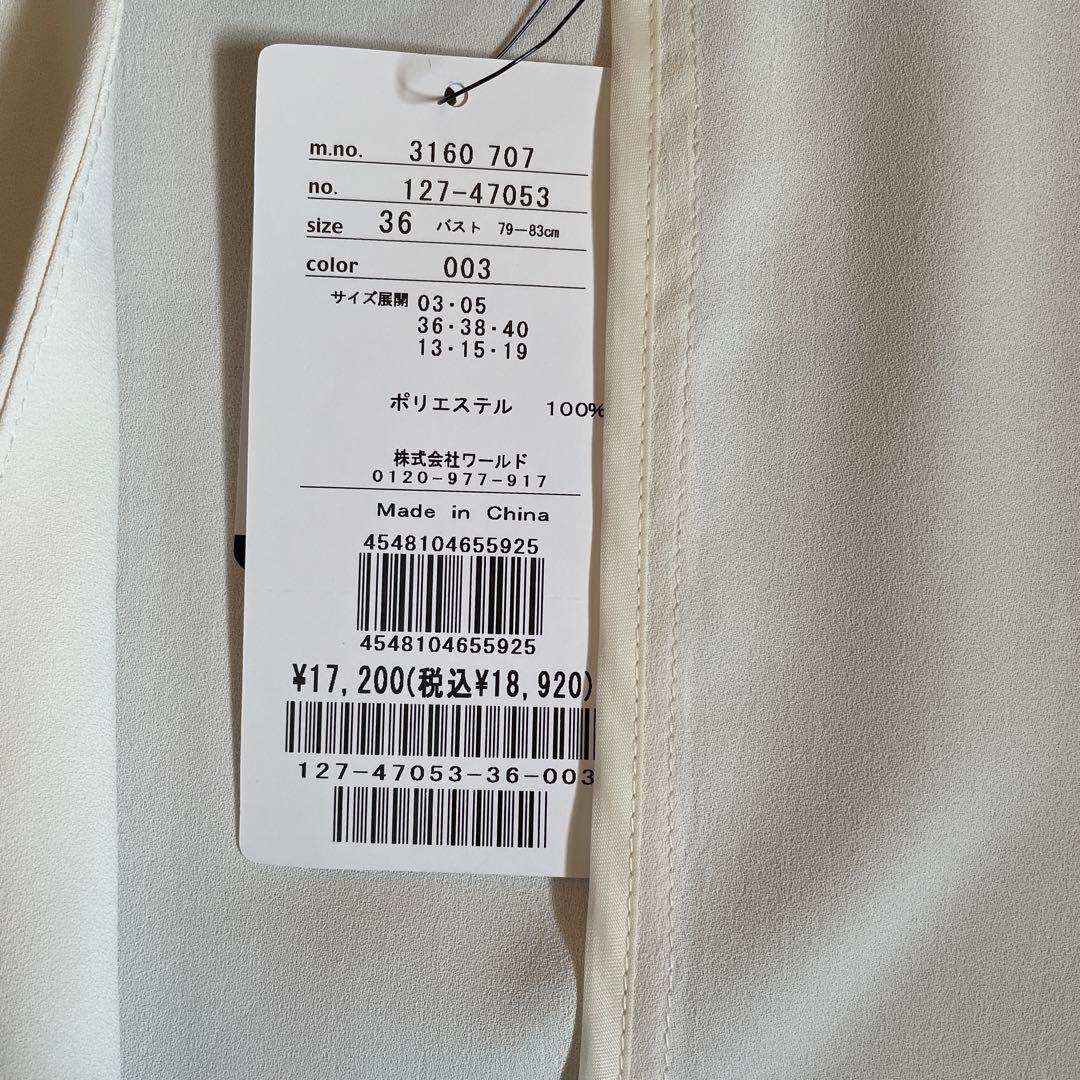 m.no. 3160 707
no. 127-47053
size 36 バスト 79-83cm
color 003
サイズ展開 03・05
36・38・40
13・15・19
ポリエステル 100%
株式会社ワールド
0120-977-917
Made in China
4548104655925
4548104655925
¥17,200(税込¥18,920)
127-47053-36-003